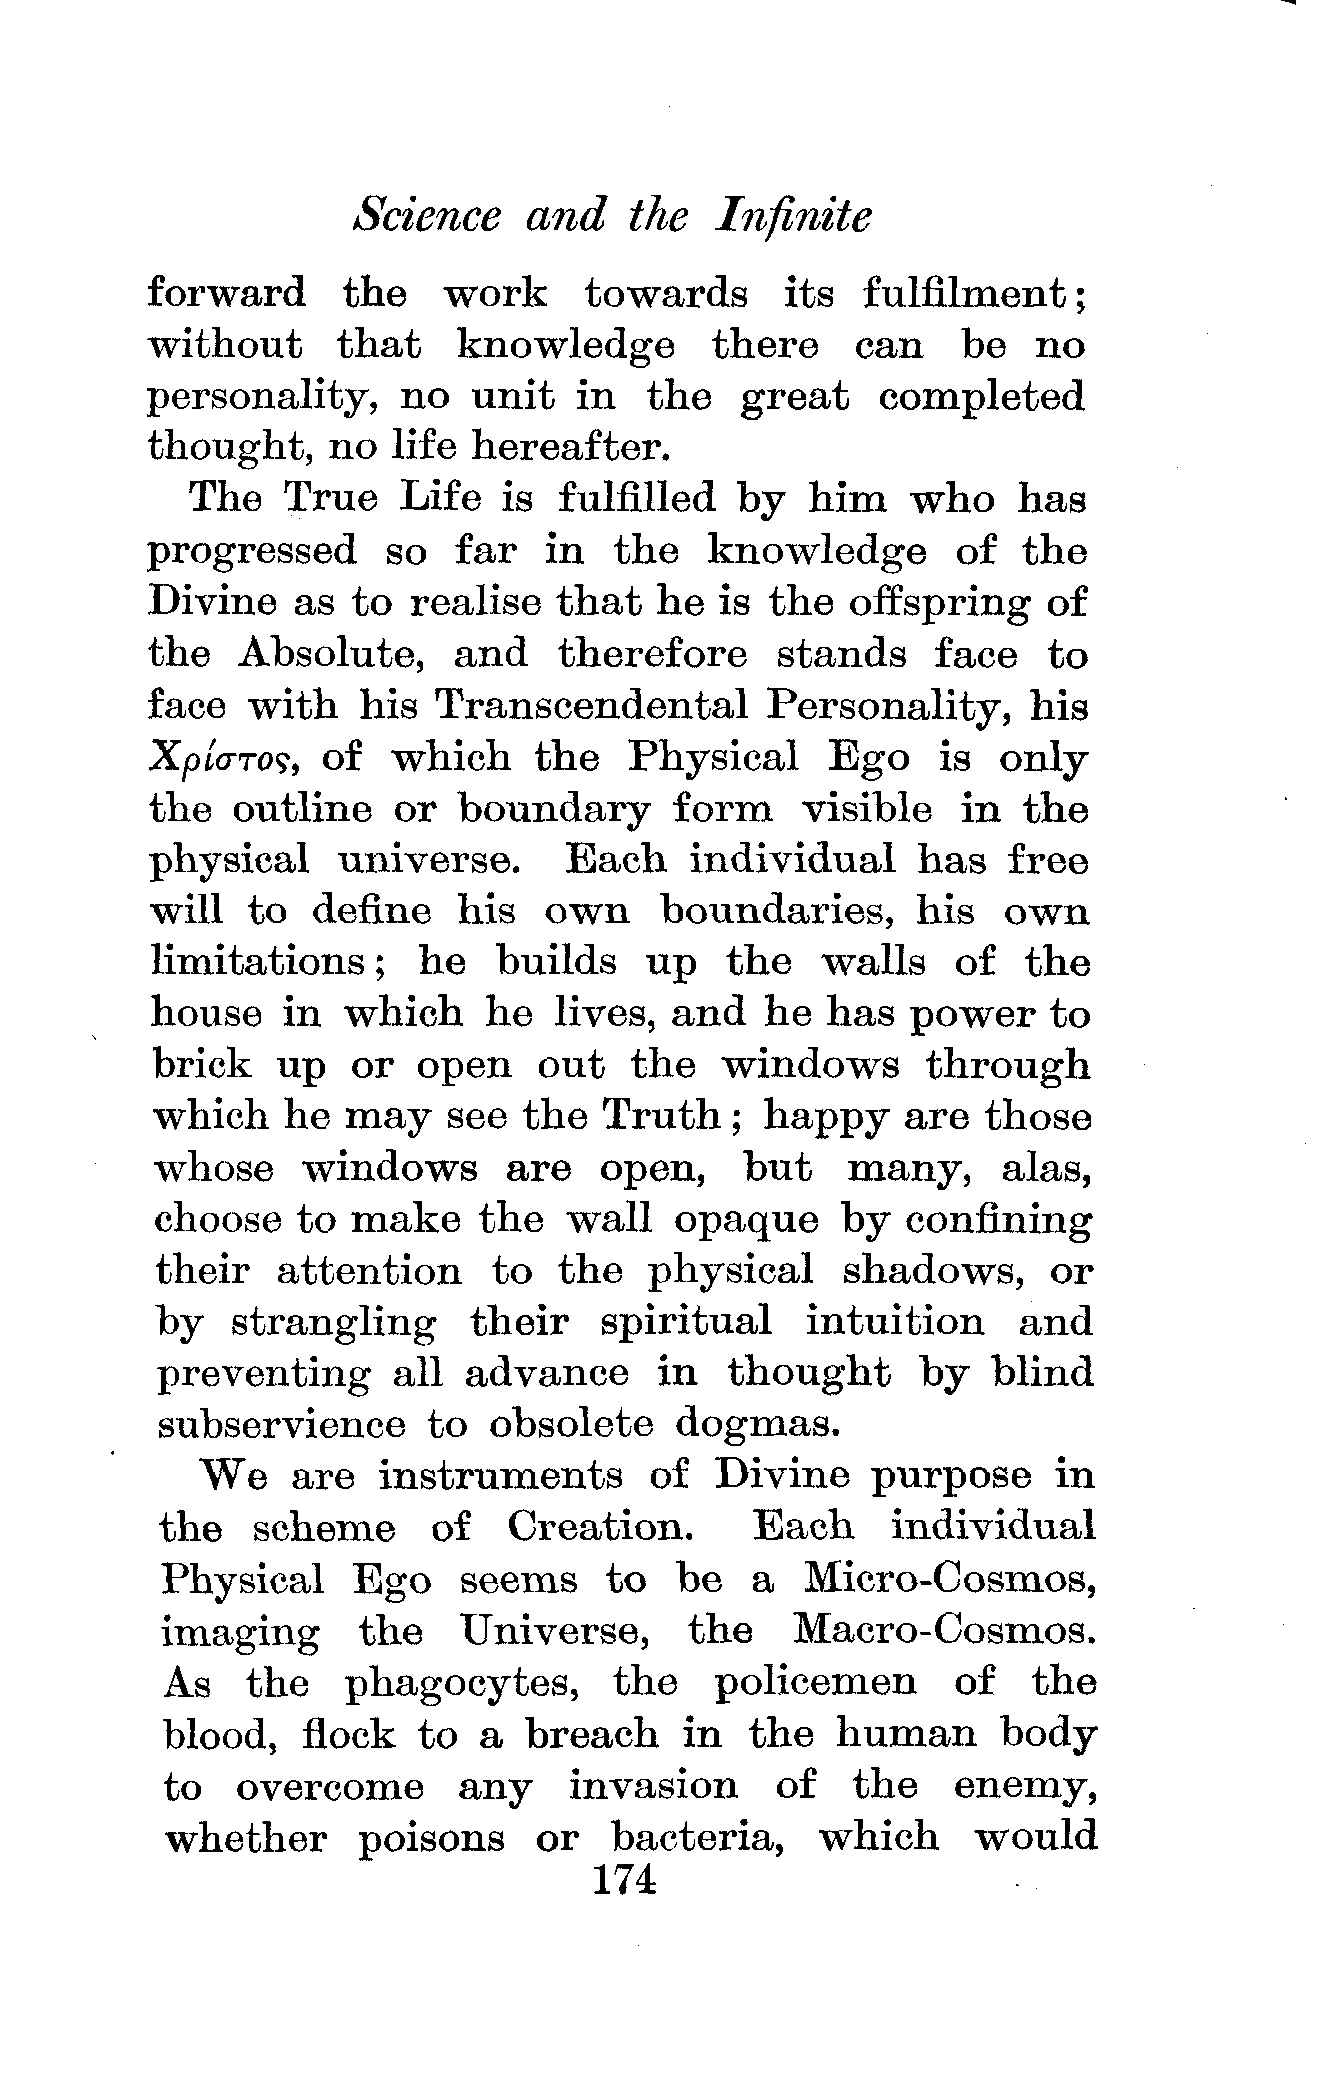 Science and the Infinite
forward the work towards its fulfilment;
without that knowledge there can be no
personality, no unit in the great completed
thought, no life hereafter.
The True Life is fulfilled by him who has
progressed so far in the knowledge of the
Divine as to realise that he is the offspring of
the Absolute, and therefore stands face to
face with his Transcendental Personality, his
Χρίστος, of which the Physical Ego is only
the outline or boundary form visible in the
physical universe. Each individual has free
will to define his own boundaries, his own
limitations; he builds up the walls of the
house in which he lives, and he has power to
brick up or open out the windows through
which he may see the Truth; happy are those
whose windows are open, but many, alas,
choose to make the wall opaque by confining
their attention to the physical shadows, or
by strangling their spiritual intuition and
preventing all advance in thought by blind
subservience to obsolete dogmas.
We are instruments of Divine purpose in
the scheme of Creation. Each individual
Physical Ego seems to be a Micro-Cosmos,
imaging the Universe, the Macro-Cosmos.
As the phagocytes, the policemen of the
blood, flock to a breach in the human body
to overcome any invasion of the enemy,
whether poisons or bacteria, which would
174